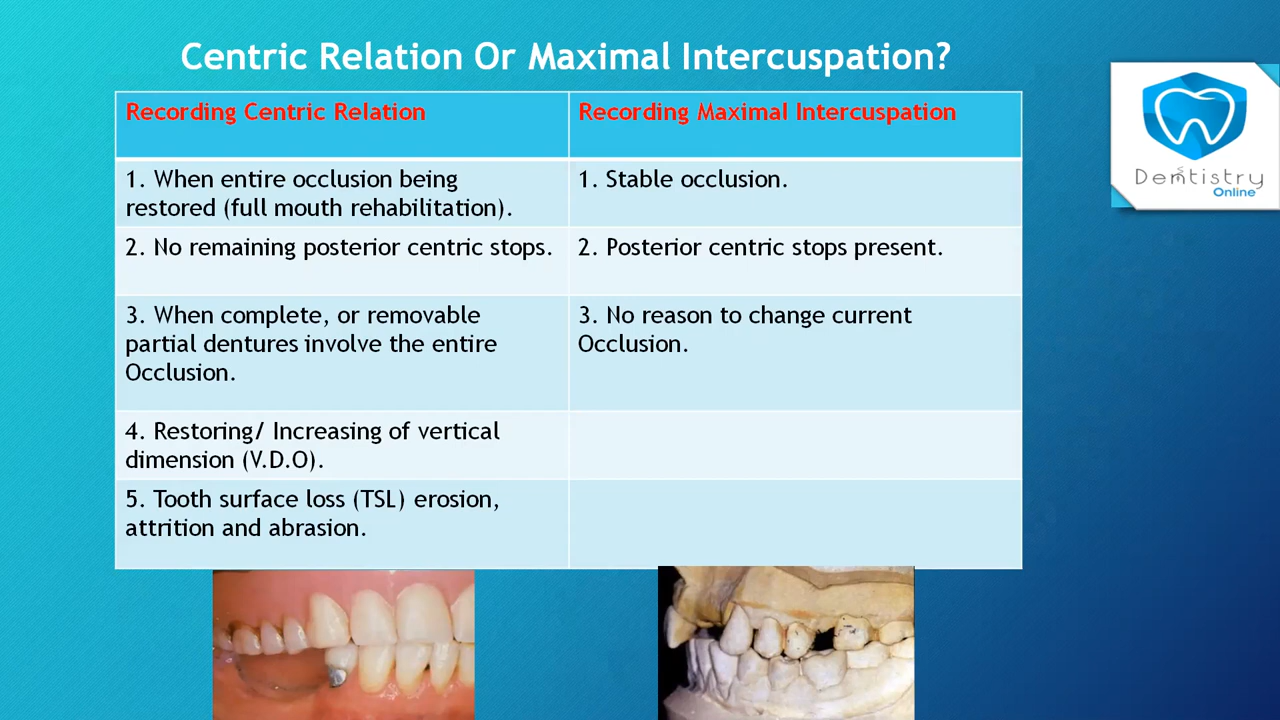 Centric Relation Or Maximal Intercuspation?
Recording Centric Relation
Recording Maximal Intercuspation
1. When entire occlusion being
restored (full mouth rehabilitation).
1. Stable occlusion.
2. No remaining posterior centric stops.
2. Posterior centric stops present.
3. When complete, or removable
partial dentures involve the entire
Occlusion.
3. No reason to change current
Occlusion.
4. Restoring/ Increasing of vertical
dimension (V.D.O).
5. Tooth surface loss (TSL) erosion,
attrition and abrasion.
Dentistry
Online